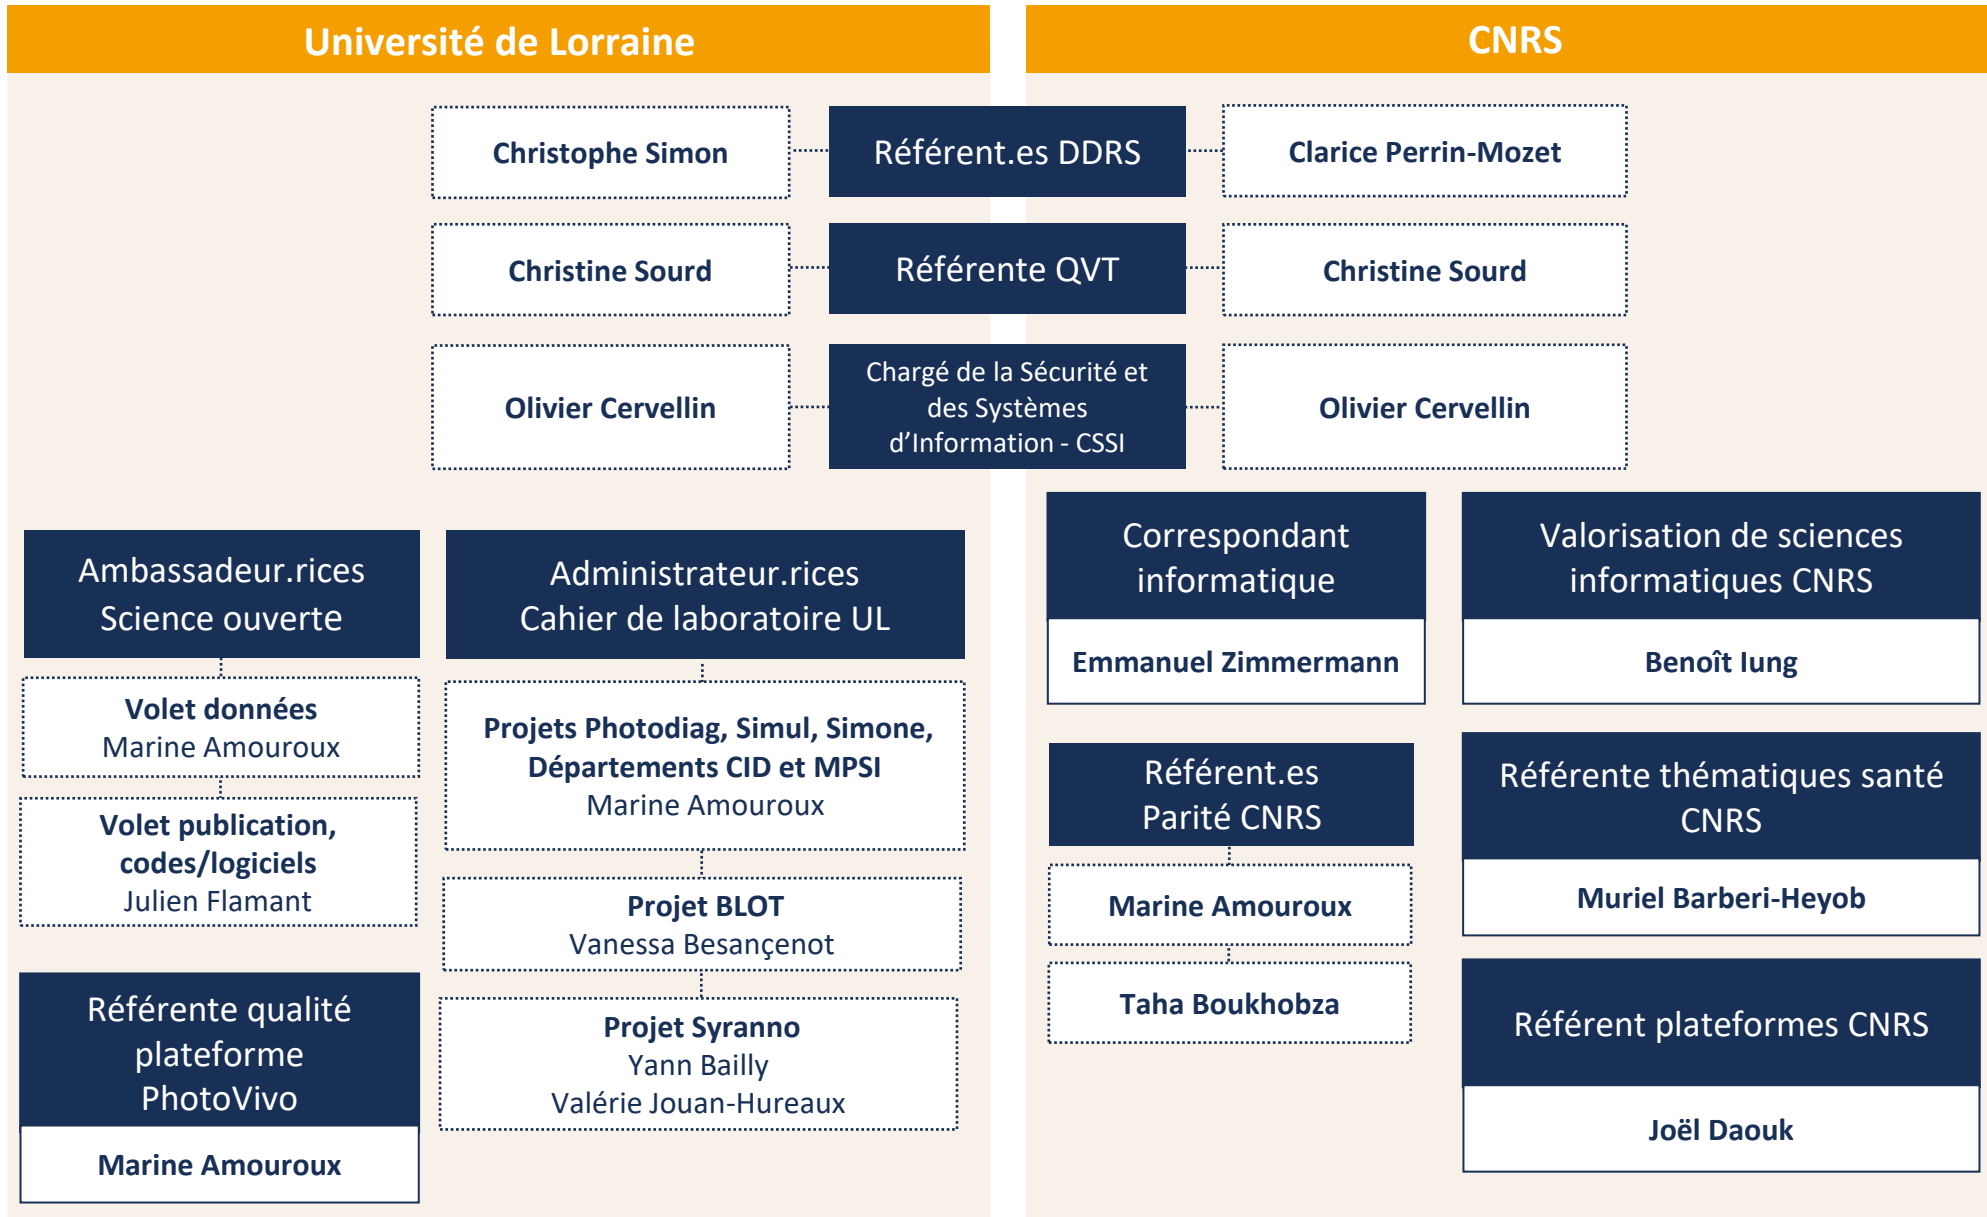 Université de Lorraine
CNRS
Christophe Simon
Référent.es DDRS
Clarice Perrin-Mozet
Christine Sourd
Référente QVT
Christine Sourd
Olivier Cervellin
Chargé de la Sécurité et
des Systèmes
d’Information - CSSI
Olivier Cervellin
Ambassadeur.rices
Science ouverte
Volet données
Marine Amouroux
Volet publication,
codes/logiciels
Julien Flamant
Référente qualité
plateforme
PhotoVivo
Marine Amouroux
Administrateur.rices
Cahier de laboratoire UL
Projets Photodiag, Simul, Simone,
Départements CID et MPSI
Marine Amouroux
Projet BLOT
Vanessa Besançenot
Projet Syranno
Yann Bailly
Valérie Jouan-Hureaux
Correspondant
informatique
Emmanuel Zimmermann
Référent.es
Parité CNRS
Marine Amouroux
Taha Boukhobza
Valorisation de sciences
informatiques CNRS
Benoît Iung
Référente thématiques santé
CNRS
Muriel Barberi-Heyob
Référent plateformes CNRS
Joël Daouk